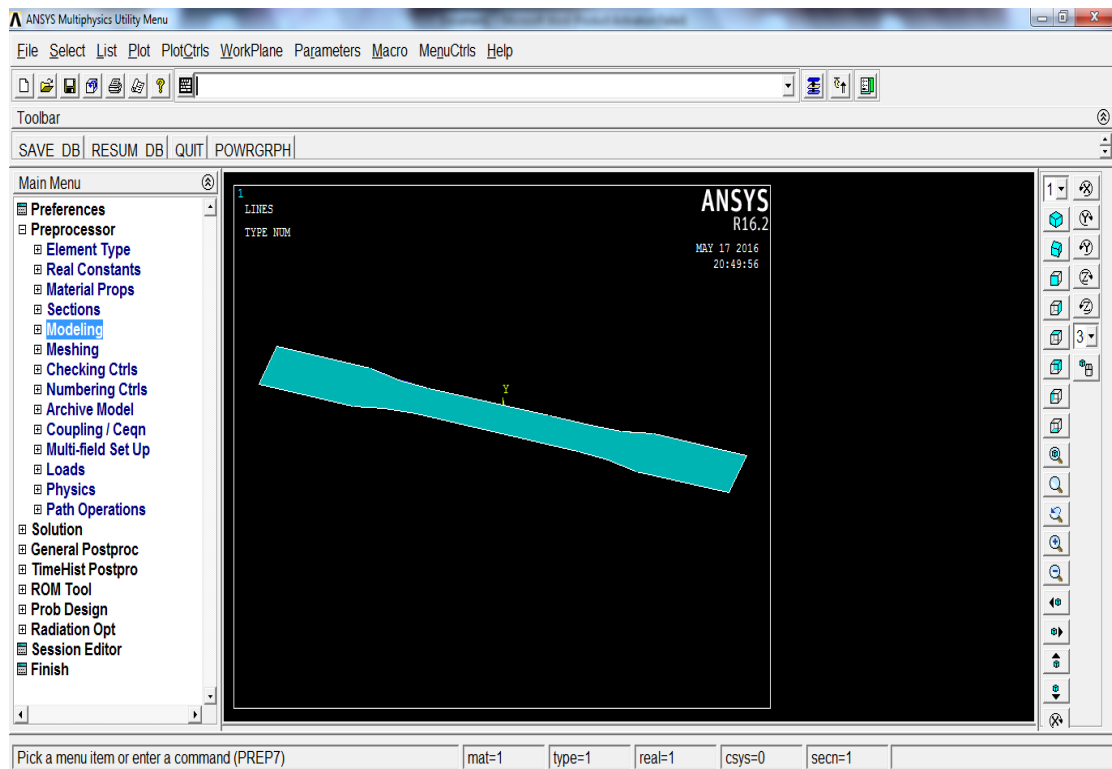 ANSYS Multiphysics Utility Menu
File Select List Plot PlotCtrls WorkPlane Parameters Macro MenuCtrls Help
Toolbar
SAVE_DB RESUM_DB QUIT POWRGRPH
Main Menu
Preferences
Preprocessor
Element Type
Real Constants
Material Props
Sections
Modeling
Meshing
Checking Ctrls
Numbering Ctrls
Archive Model
Coupling / Ceqn
Multi-field Set Up
Loads
Physics
Path Operations
Solution
General Postproc
TimeHist Postpro
ROM Tool
Prob Design
Radiation Opt
Session Editor
Finish
1
LINES
TYPE NUM
ANSYS
R16.2
MAY 17 2016
20:49:56
Y
1
3
Pick a menu item or enter a command (PREP7) mat=1 type=1 real=1 csys=0 secn=1